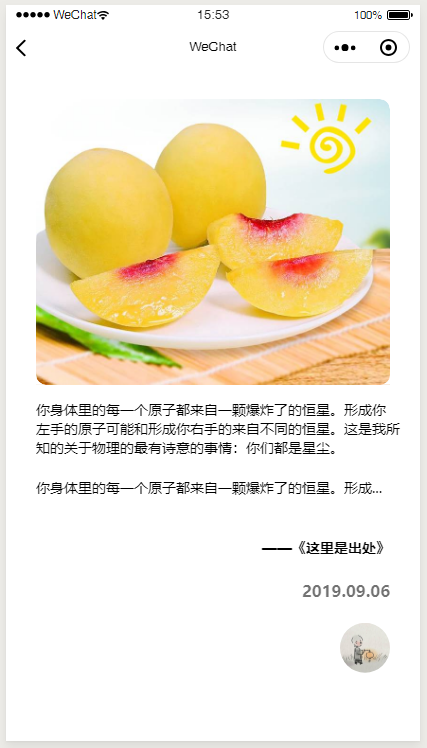 ●●●●● WeChat 15:53 100%
WeChat
你身体里的每一个原子都来自一颗爆炸了的恒星。形成你
左手的原子可能和形成你右手的来自不同的恒星。这是我所
知的关于物理的最有诗意的事情：你们都是星尘。
你身体里的每一个原子都来自一颗爆炸了的恒星。形成...
——《这里是出处》
2019.09.06